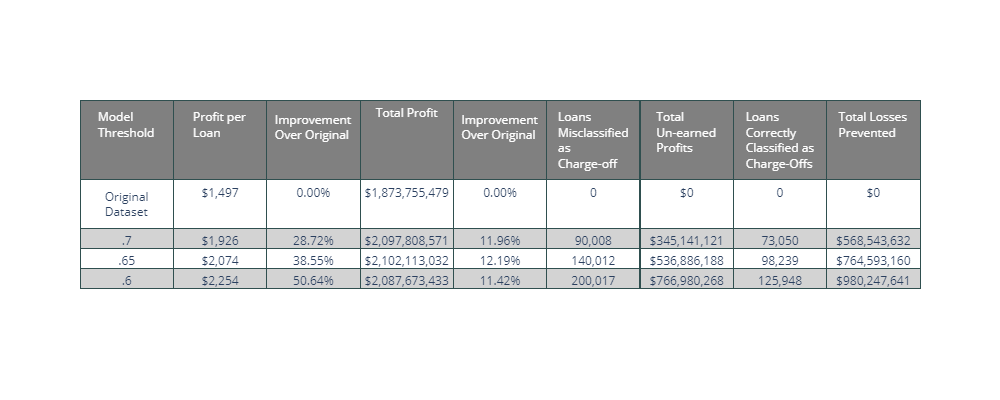 Model Threshold | Profit per Loan | Improvement Over Original | Total Profit | Improvement Over Original | Loans Misclassified as Charge-off | Total Un-earned Profits | Loans Correctly Classified as Charge-Offs | Total Losses Prevented
Original Dataset | $1,497 | 0.00% | $1,873,755,479 | 0.00% | 0 | $0 | 0 | $0
.7 | $1,926 | 28.72% | $2,097,808,571 | 11.96% | 90,008 | $345,141,121 | 73,050 | $568,543,632
.65 | $2,074 | 38.55% | $2,102,113,032 | 12.19% | 140,012 | $536,886,188 | 98,239 | $764,593,160
.6 | $2,254 | 50.64% | $2,087,673,433 | 11.42% | 200,017 | $766,980,268 | 125,948 | $980,247,641